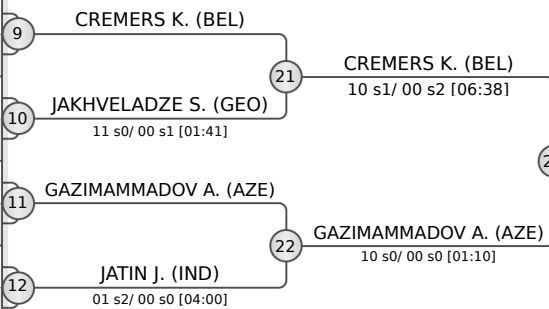 CREMERS K. (BEL)
9
21
CREMERS K. (BEL)
10 s1/ 00 s2 [06:38]
JAKHVELADZE S. (GEO)
10
11 s0/ 00 s1 [01:41]
GAZIMAMMADOV A. (AZE)
11
22
GAZIMAMMADOV A. (AZE)
10 s0/ 00 s0 [01:10]
JATIN J. (IND)
12
01 s2/ 00 s0 [04:00]